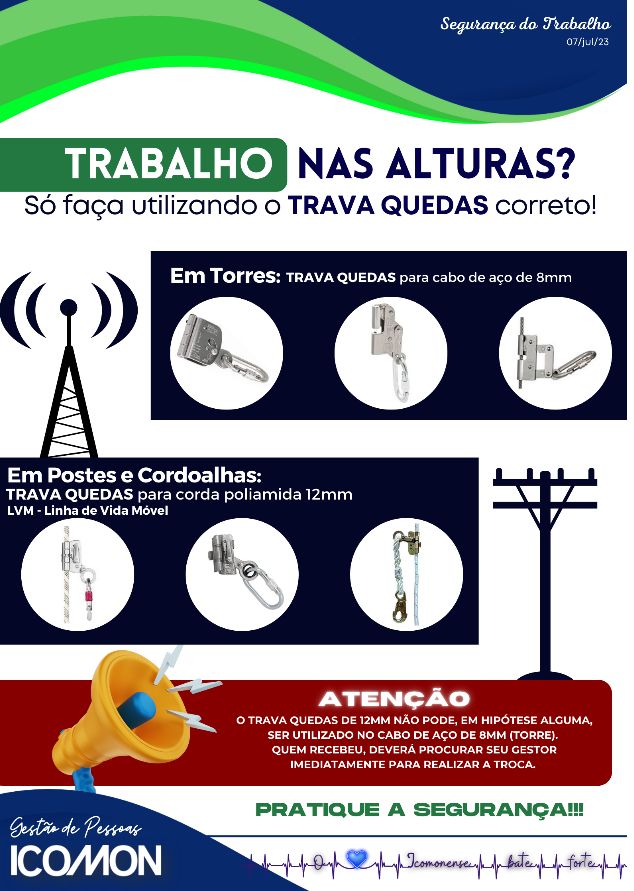 Segurança do Trabalho
07/jul/23
TRABALHO NAS ALTURAS?
Só faça utilizando o TRAVA QUEDAS correto!
Em Torres: TRAVA QUEDAS para cabo de aço de 8mm
Em Postes e Cordoalhas:
TRAVA QUEDAS para corda poliamida 12mm
LVM - Linha de Vida Móvel
ATENÇÃO
O TRAVA QUEDAS DE 12MM NÃO PODE, EM HIPÓTESE ALGUMA,
SER UTILIZADO NO CABO DE AÇO DE 8MM (TORRE).
QUEM RECEBEU, DEVERÁ PROCURAR SEU GESTOR
IMEDIATAMENTE PARA REALIZAR A TROCA.
PRATIQUE A SEGURANÇA!!!
Gestão de Pessoas
ICOMON
O Icomonense bate forte